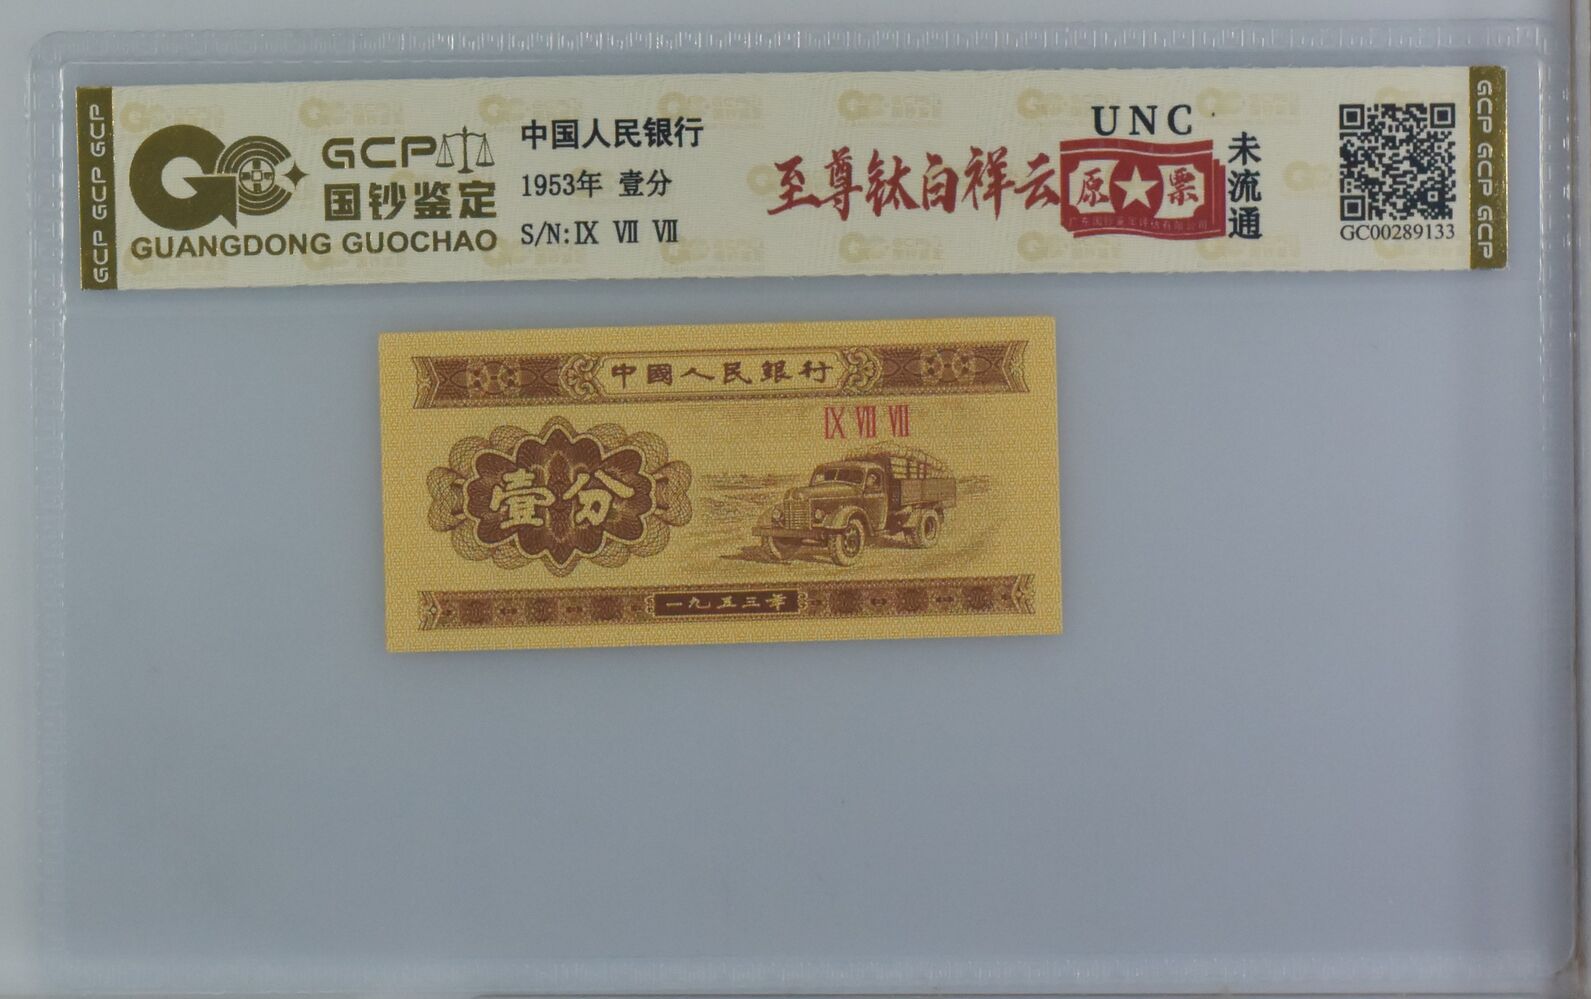 GCP GCP GCP
GCP
国钞鉴定
GUANGDONG GUOCHAO
中国人民银行
1953年 壹分
S/N:Ⅸ Ⅶ Ⅶ
至尊钛白祥云
UNC
原票
未流通
GC00289133
GCP GCP GCP
中國人民銀行
Ⅸ Ⅶ Ⅶ
壹分
一九五三年